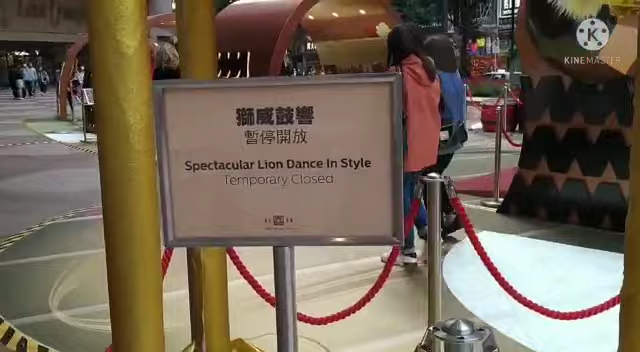 KINEMASTER
獅威鼓響
暫停開放
Spectacular Lion Dance In Style
Temporary Closed